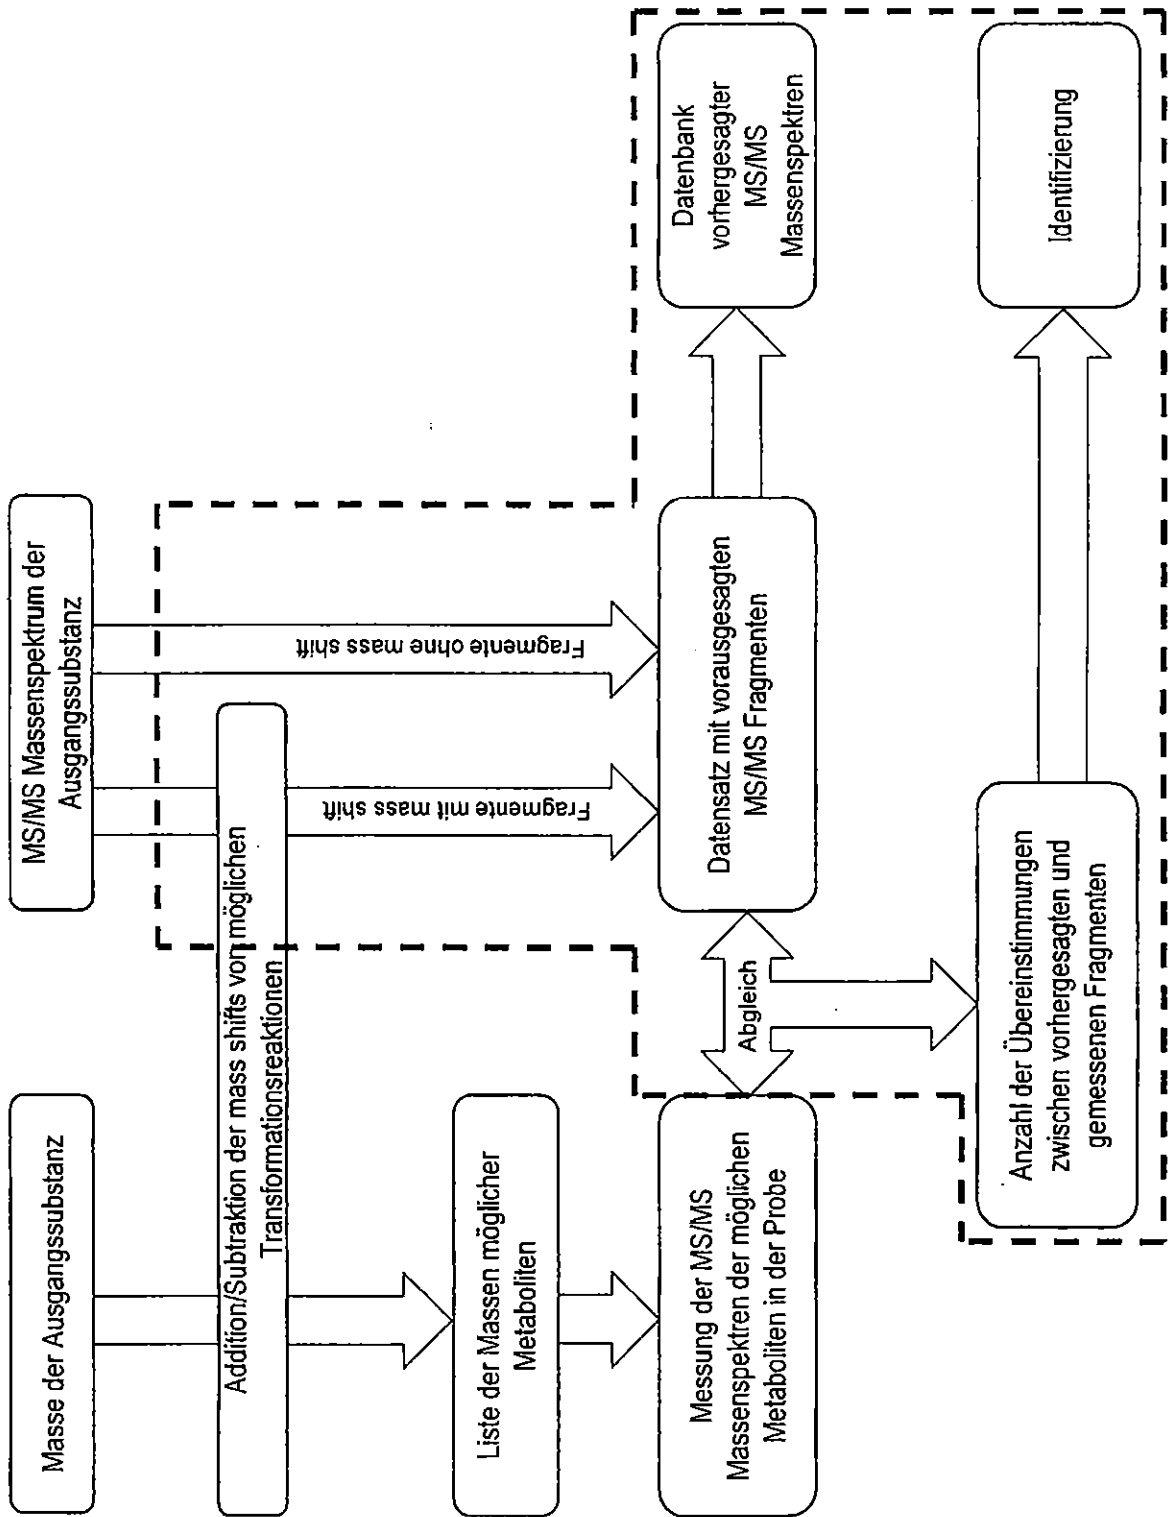 Masse der Ausgangssubstanz
MS/MS Massenspektrum der
Ausgangssubstanz
Addition/Subtraktion der mass shifts von möglichen
Transformationsreaktionen
Fragmente mit mass shift
Fragmente ohne mass shift
Liste der Massen möglicher
Metaboliten
Messung der MS/MS
Massenspektren der möglichen
Metaboliten in der Probe
Abgleich
Datensatz mit vorausgesagten
MS/MS Fragmenten
Datenbank
vorhergesagter
MS/MS
Massenspektren
Anzahl der Übereinstimmungen
zwischen vorhergesagten und
gemessenen Fragmenten
Identifizierung